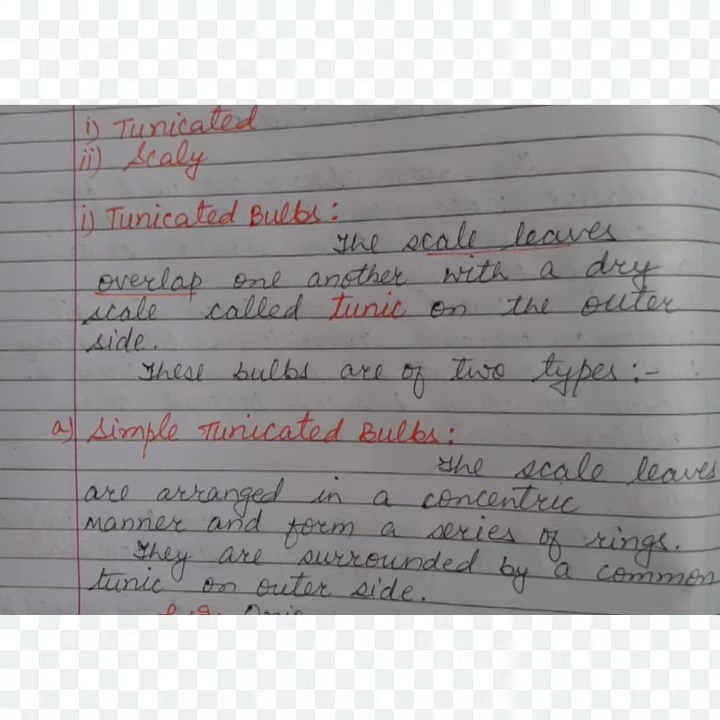 i) Tunicated
ii) Scaly
i) Tunicated Bulbs:
The scale leaves
overlap one another with a dry
scale called tunic on the outer
side.
These bulbs are of two types:-
a) Simple Tunicated Bulbs:
The scale leaves
are arranged in a concentric
manner and form a series of rings.
They are surrounded by a common
tunic on outer side.